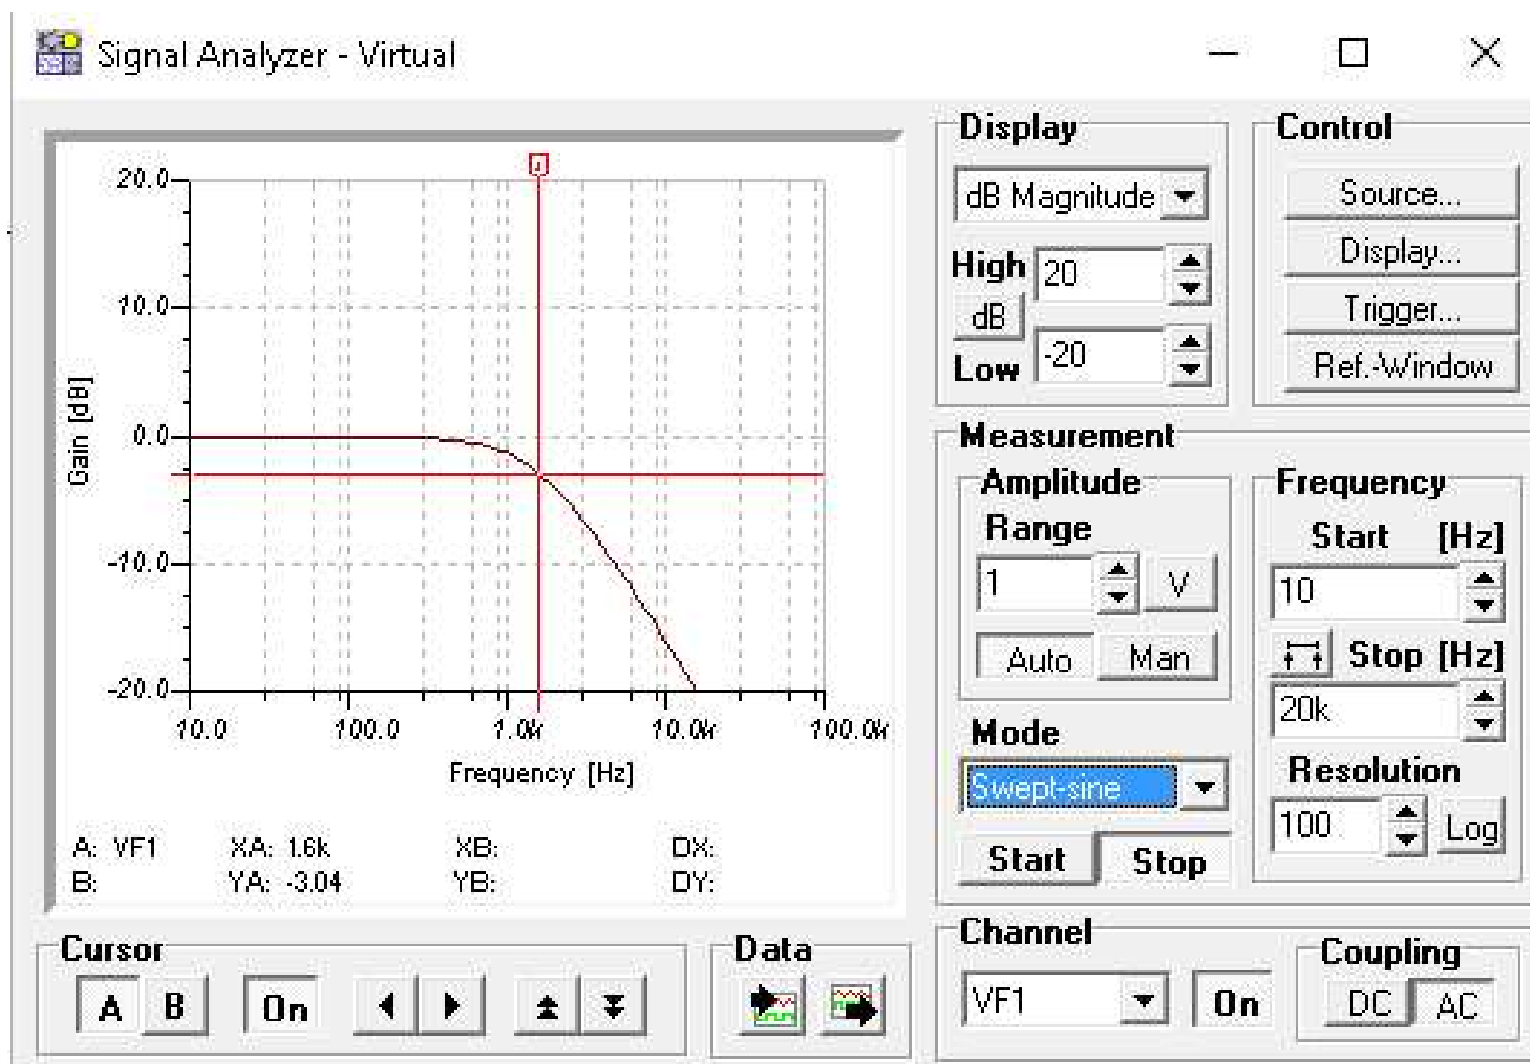 Signal Analyzer - Virtual
20.0
10.0
0.0
-10.0
-20.0
Gain [dB]
10.0 100.0 1.0k 10.0k 100.0k
Frequency [Hz]
A: VF1 XA: 1.6k XB: DX:
B: YA: -3.04 YB: DY:
Cursor
A B On
Data
Display
dB Magnitude
High 20
dB
Low -20
Control
Source...
Display...
Trigger...
Ref.-Window
Measurement
Amplitude
Range
1 V
Auto Man
Mode
Swept-sine
Start Stop
Frequency
Start [Hz]
10
Stop [Hz]
20k
Resolution
100 Log
Channel
VF1 On
Coupling
DC AC